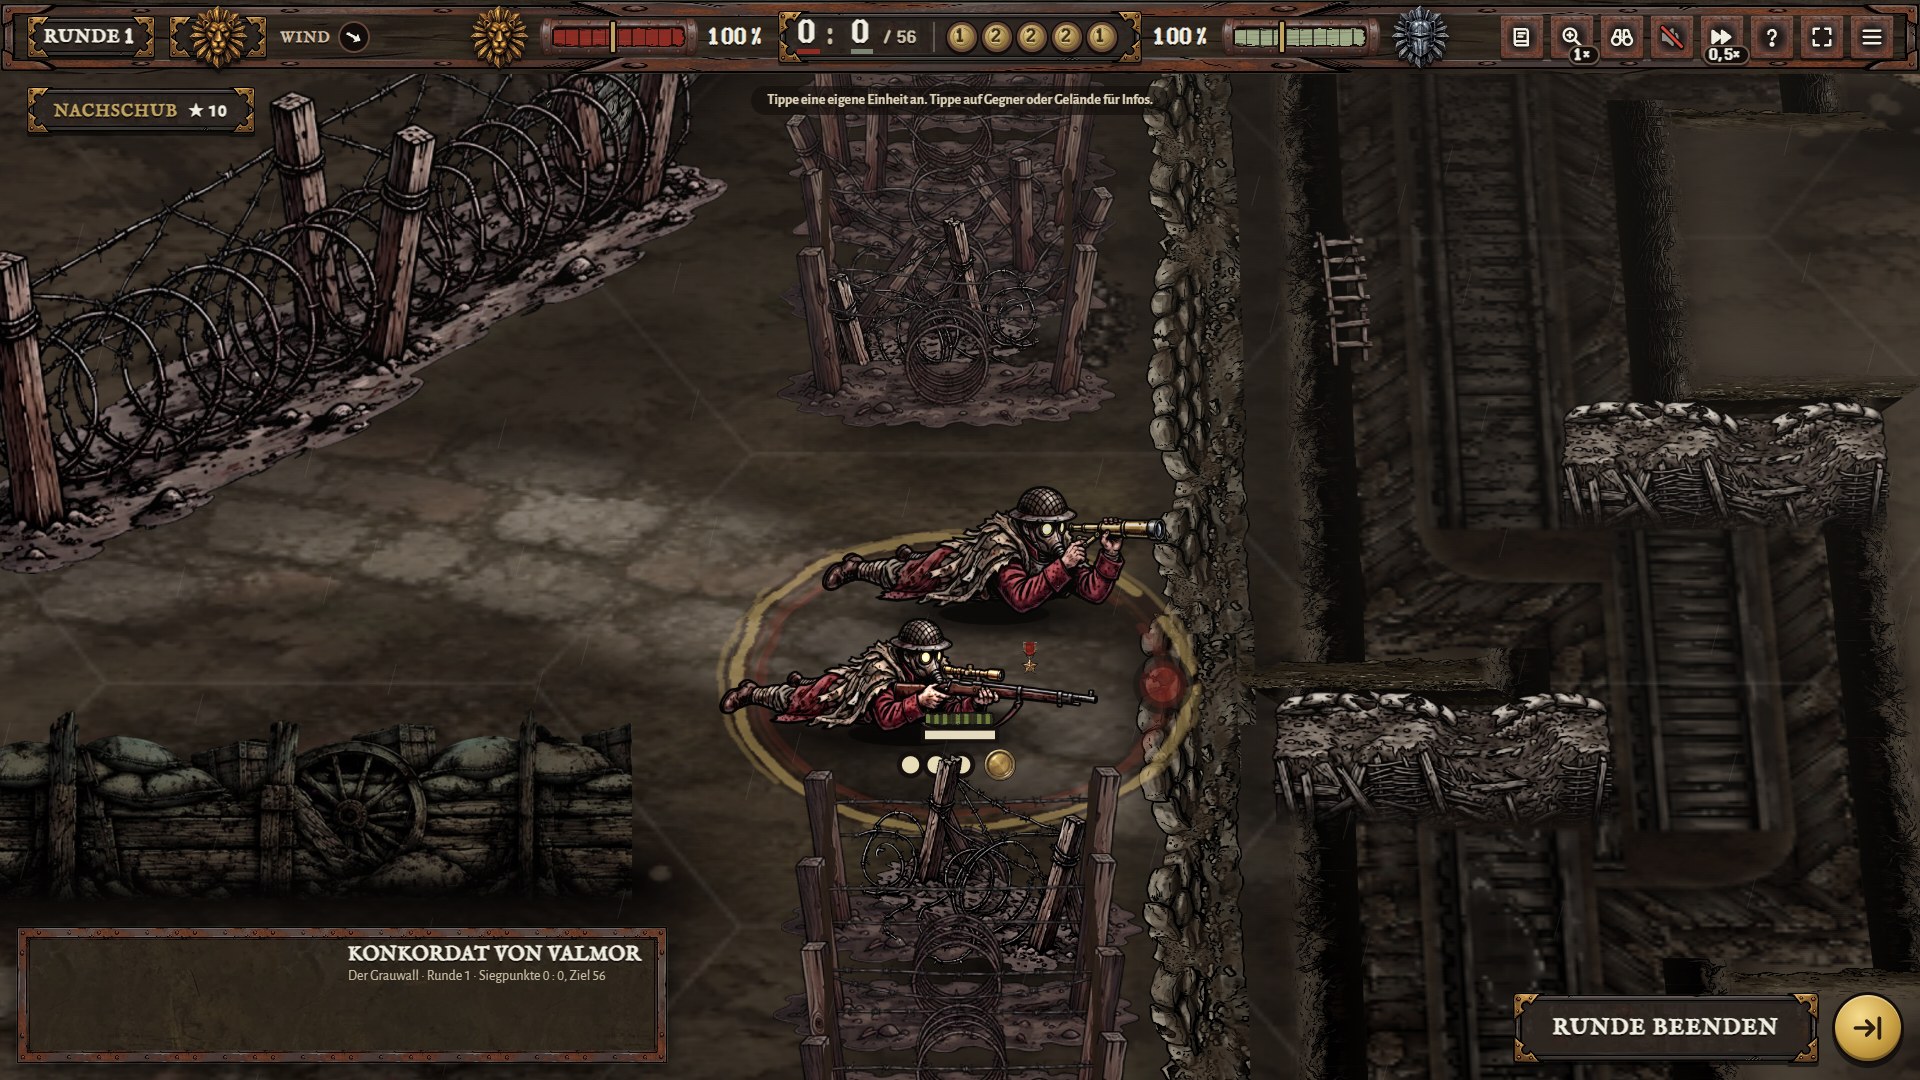 RUNDE 1
WIND
100%
0 : 0 / 56
1 2 2 2 1
100%
1×
0,5×
?
NACHSCHUB ★ 10
Tippe eine eigene Einheit an. Tippe auf Gegner oder Gelände für Infos.
KONKORDAT VON VALMOR
Der Grauwall · Runde 1 · Siegpunkte 0 : 0, Ziel 56
RUNDE BEENDEN